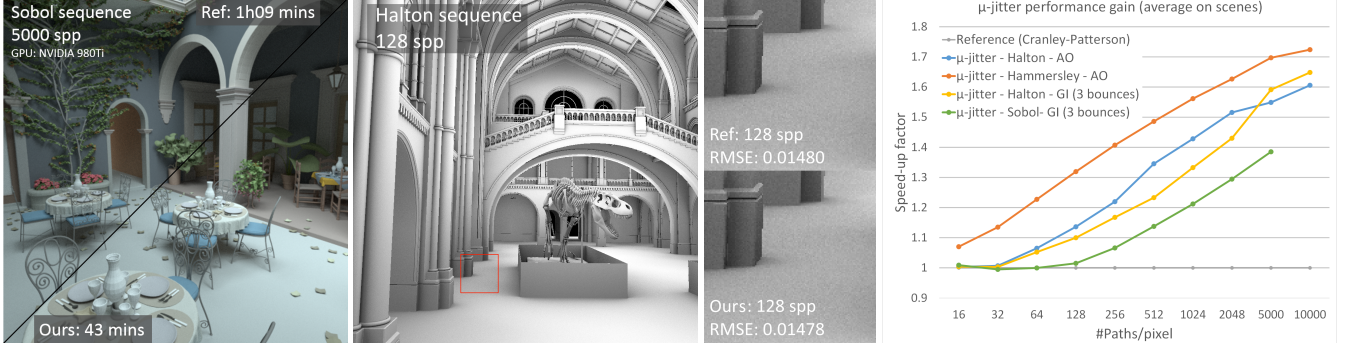 Sobol sequence
5000 spp
GPU: NVIDIA 980Ti
Ref: 1h09 mins
Ours: 43 mins
Halton sequence
128 spp
Ref: 128 spp
RMSE: 0.01480
Ours: 128 spp
RMSE: 0.01478
µ-jitter performance gain (average on scenes)
Reference (Cranley-Patterson)
µ-jitter - Halton - AO
µ-jitter - Hammersley - AO
µ-jitter - Halton - GI (3 bounces)
µ-jitter - Sobol- GI (3 bounces)
Speed-up factor
1.8
1.7
1.6
1.5
1.4
1.3
1.2
1.1
1
0.9
16 32 64 128 256 512 1024 2048 5000 10000
#Paths/pixel